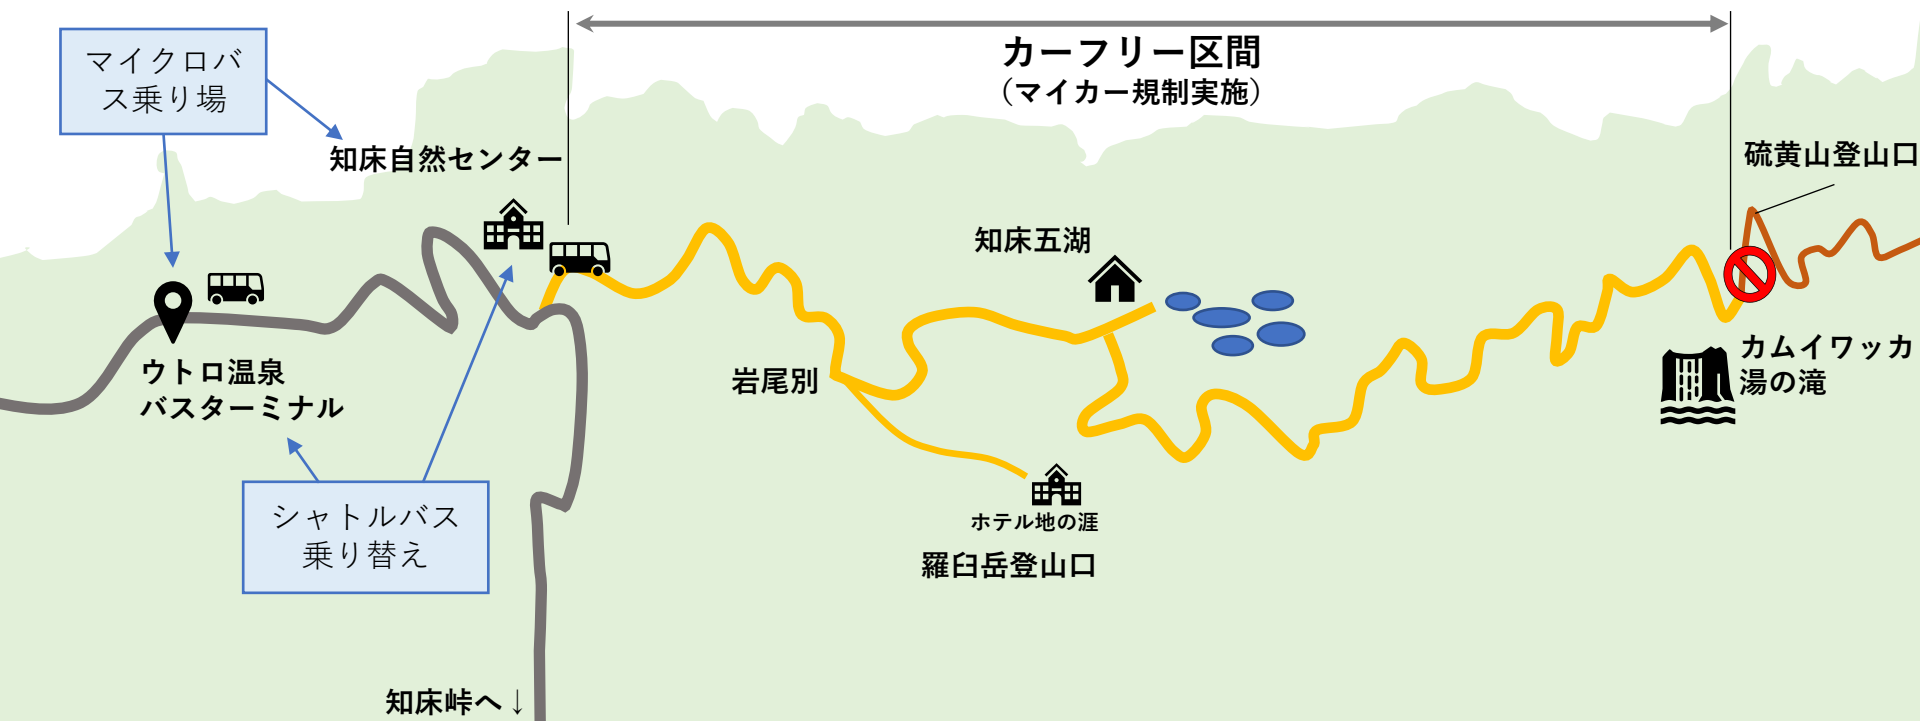 マイクロバ
ス乗り場
カーフリー区間
（マイカー規制実施）
知床自然センター
硫黄山登山口
知床五湖
ウトロ温泉
バスターミナル
岩尾別
カムイワッカ
湯の滝
シャトルバス
乗り替え
ホテル地の涯
羅臼岳登山口
知床峠へ↓